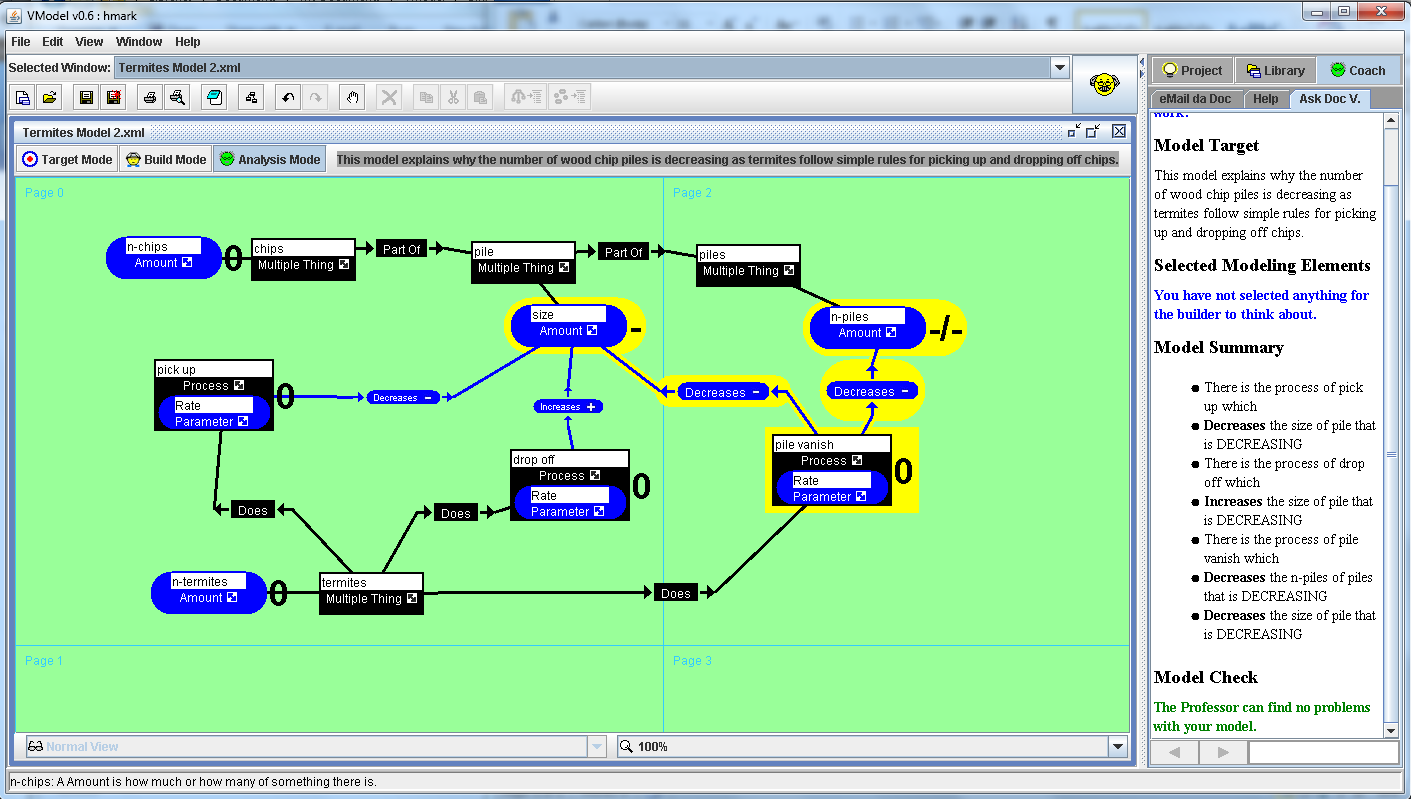 VModel v0.6 : hmark
File Edit View Window Help
Selected Window: Termites Model 2.xml
Project Library Coach
eMail da Doc Help Ask Doc V.
Termites Model 2.xml
Target Mode Build Mode Analysis Mode This model explains why the number of wood chip piles is decreasing as termites follow simple rules for picking up and dropping off chips.
Page 0
Page 2
n-chips
Amount
0
chips
Multiple Thing
Part Of
pile
Multiple Thing
Part Of
piles
Multiple Thing
size
Amount
-
n-piles
Amount
-/-
pick up
Process
Rate
Parameter
0
Decreases -
Increases +
Decreases -
Decreases -
drop off
Process
Rate
Parameter
0
pile vanish
Process
Rate
Parameter
0
Does
Does
n-termites
Amount
0
termites
Multiple Thing
Does
Page 1
Page 3
Normal View
100%
work.
Model Target
This model explains why the number
of wood chip piles is decreasing as
termites follow simple rules for picking
up and dropping off chips.
Selected Modeling Elements
You have not selected anything for
the builder to think about.
Model Summary
There is the process of pick
up which
Decreases the size of pile that
is DECREASING
There is the process of drop
off which
Increases the size of pile that
is DECREASING
There is the process of pile
vanish which
Decreases the n-piles of piles
that is DECREASING
Decreases the size of pile that
is DECREASING
Model Check
The Professor can find no problems
with your model.
n-chips: A Amount is how much or how many of something there is.